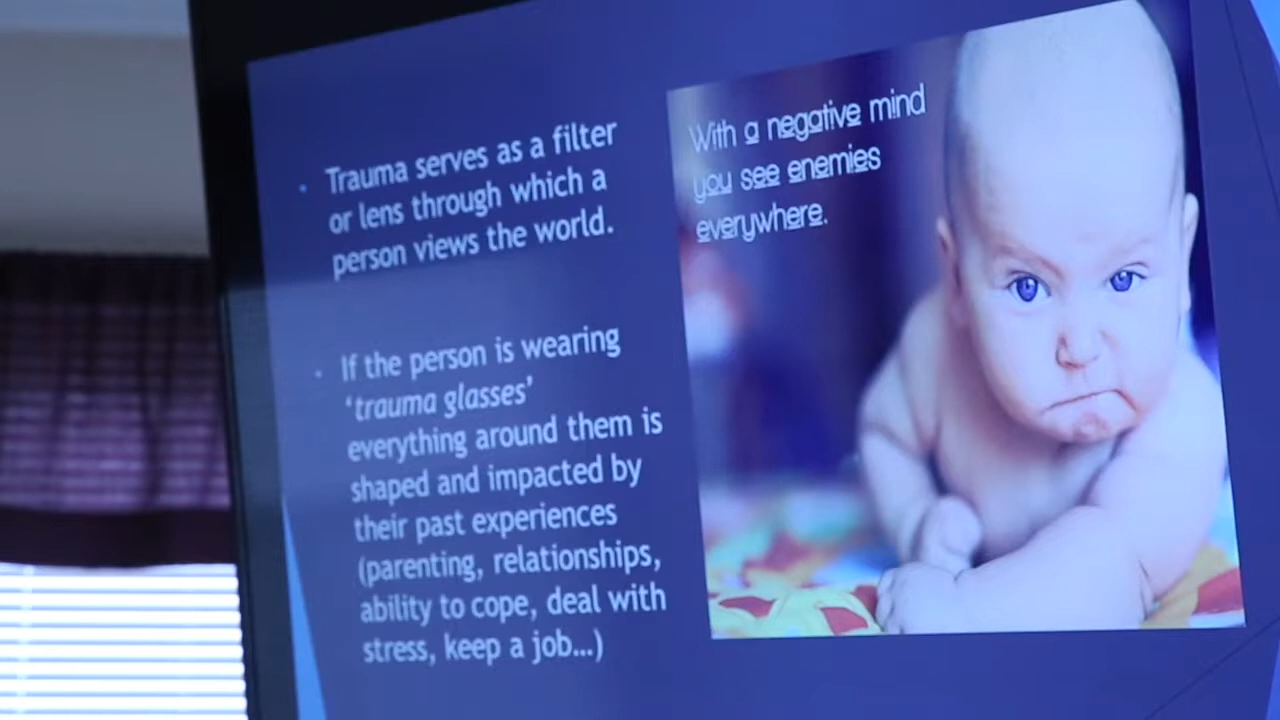 Trauma serves as a filter
or lens through which a
person views the world.
If the person is wearing
‘trauma glasses’
everything around them is
shaped and impacted by
their past experiences
(parenting, relationships,
ability to cope, deal with
stress, keep a job...)
With a negative mind
you see enemies
everywhere.